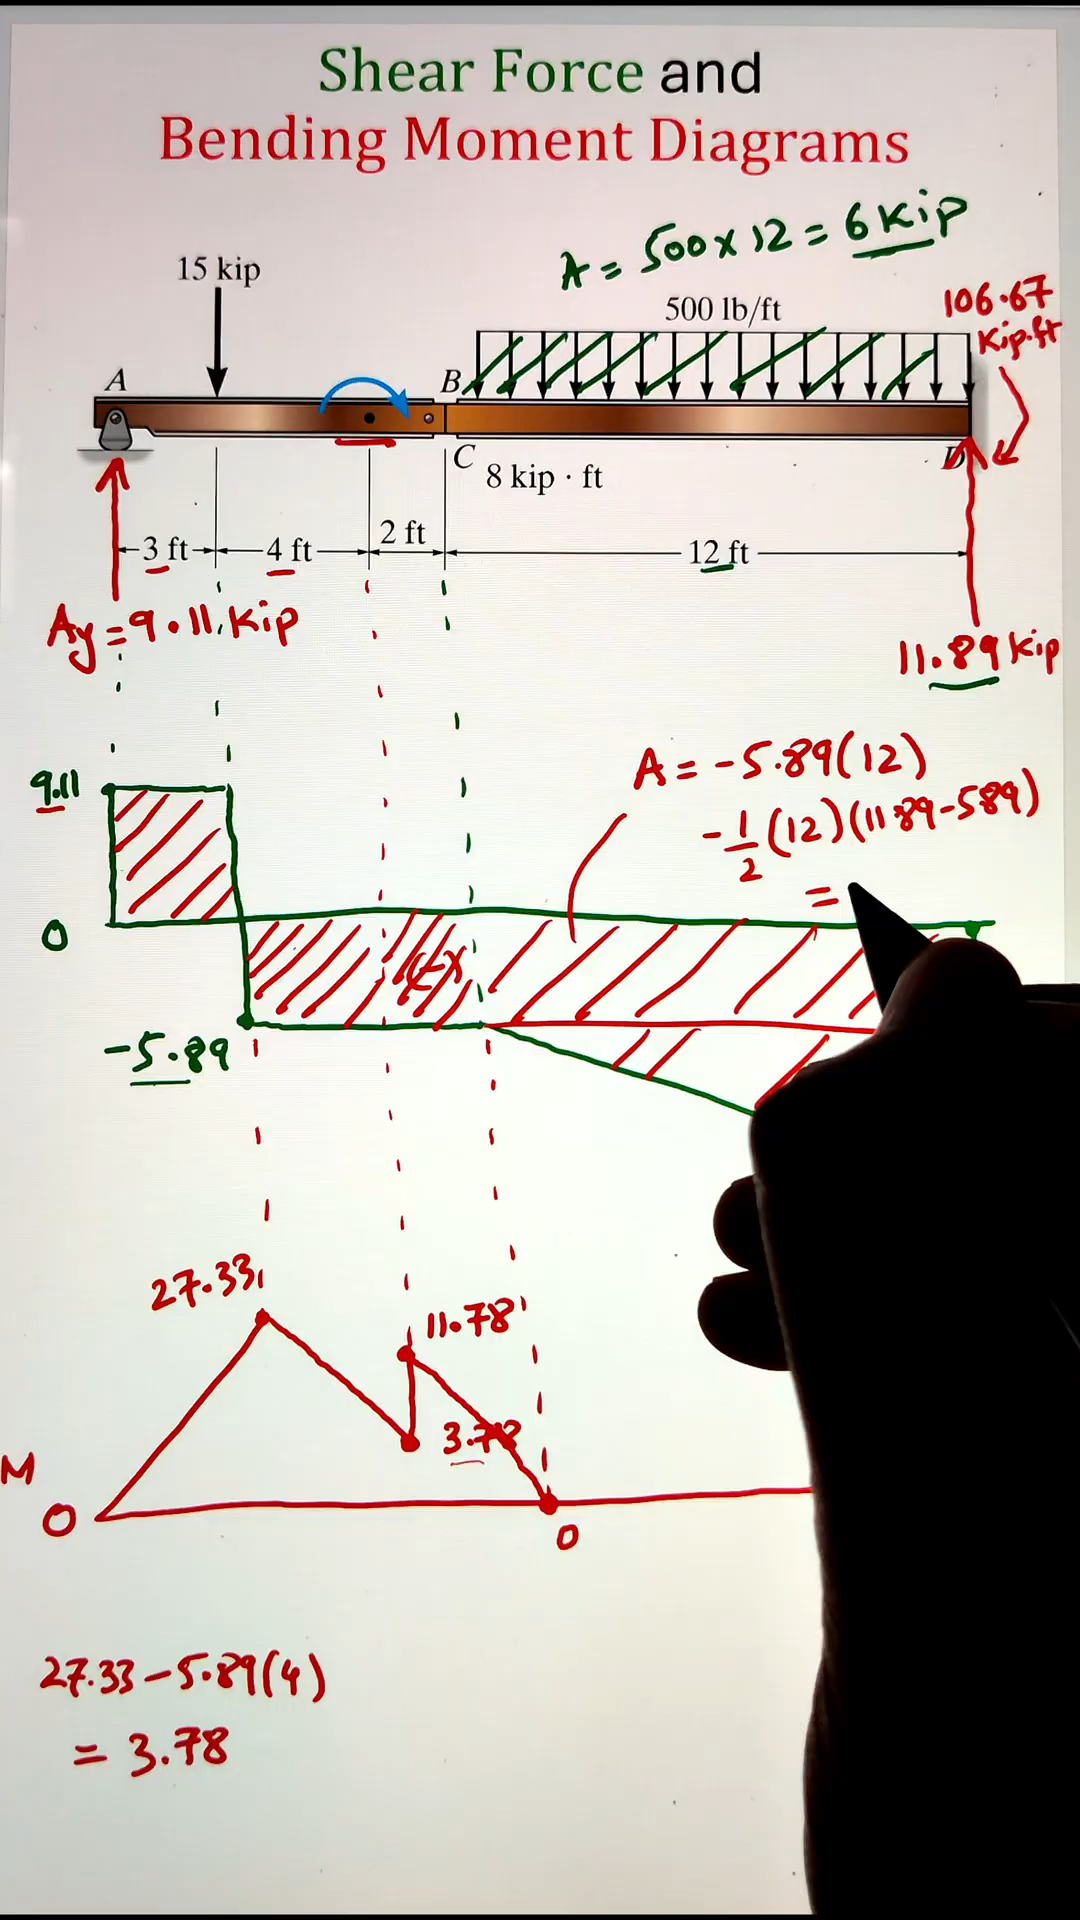 Shear Force and
Bending Moment Diagrams
A = 500 x 12 = 6 Kip
15 kip
500 lb/ft
106.67
Kip.ft
A
B
C
8 kip · ft
D
3 ft
4 ft
2 ft
12 ft
Ay = 9.11 Kip
11.89 Kip
9.11
A = -5.89(12)
-1/2 (12)(11.89-5.89)
=
0
-5.89
27.33
11.78
3.78
M
0
0
27.33 - 5.89(4)
= 3.78